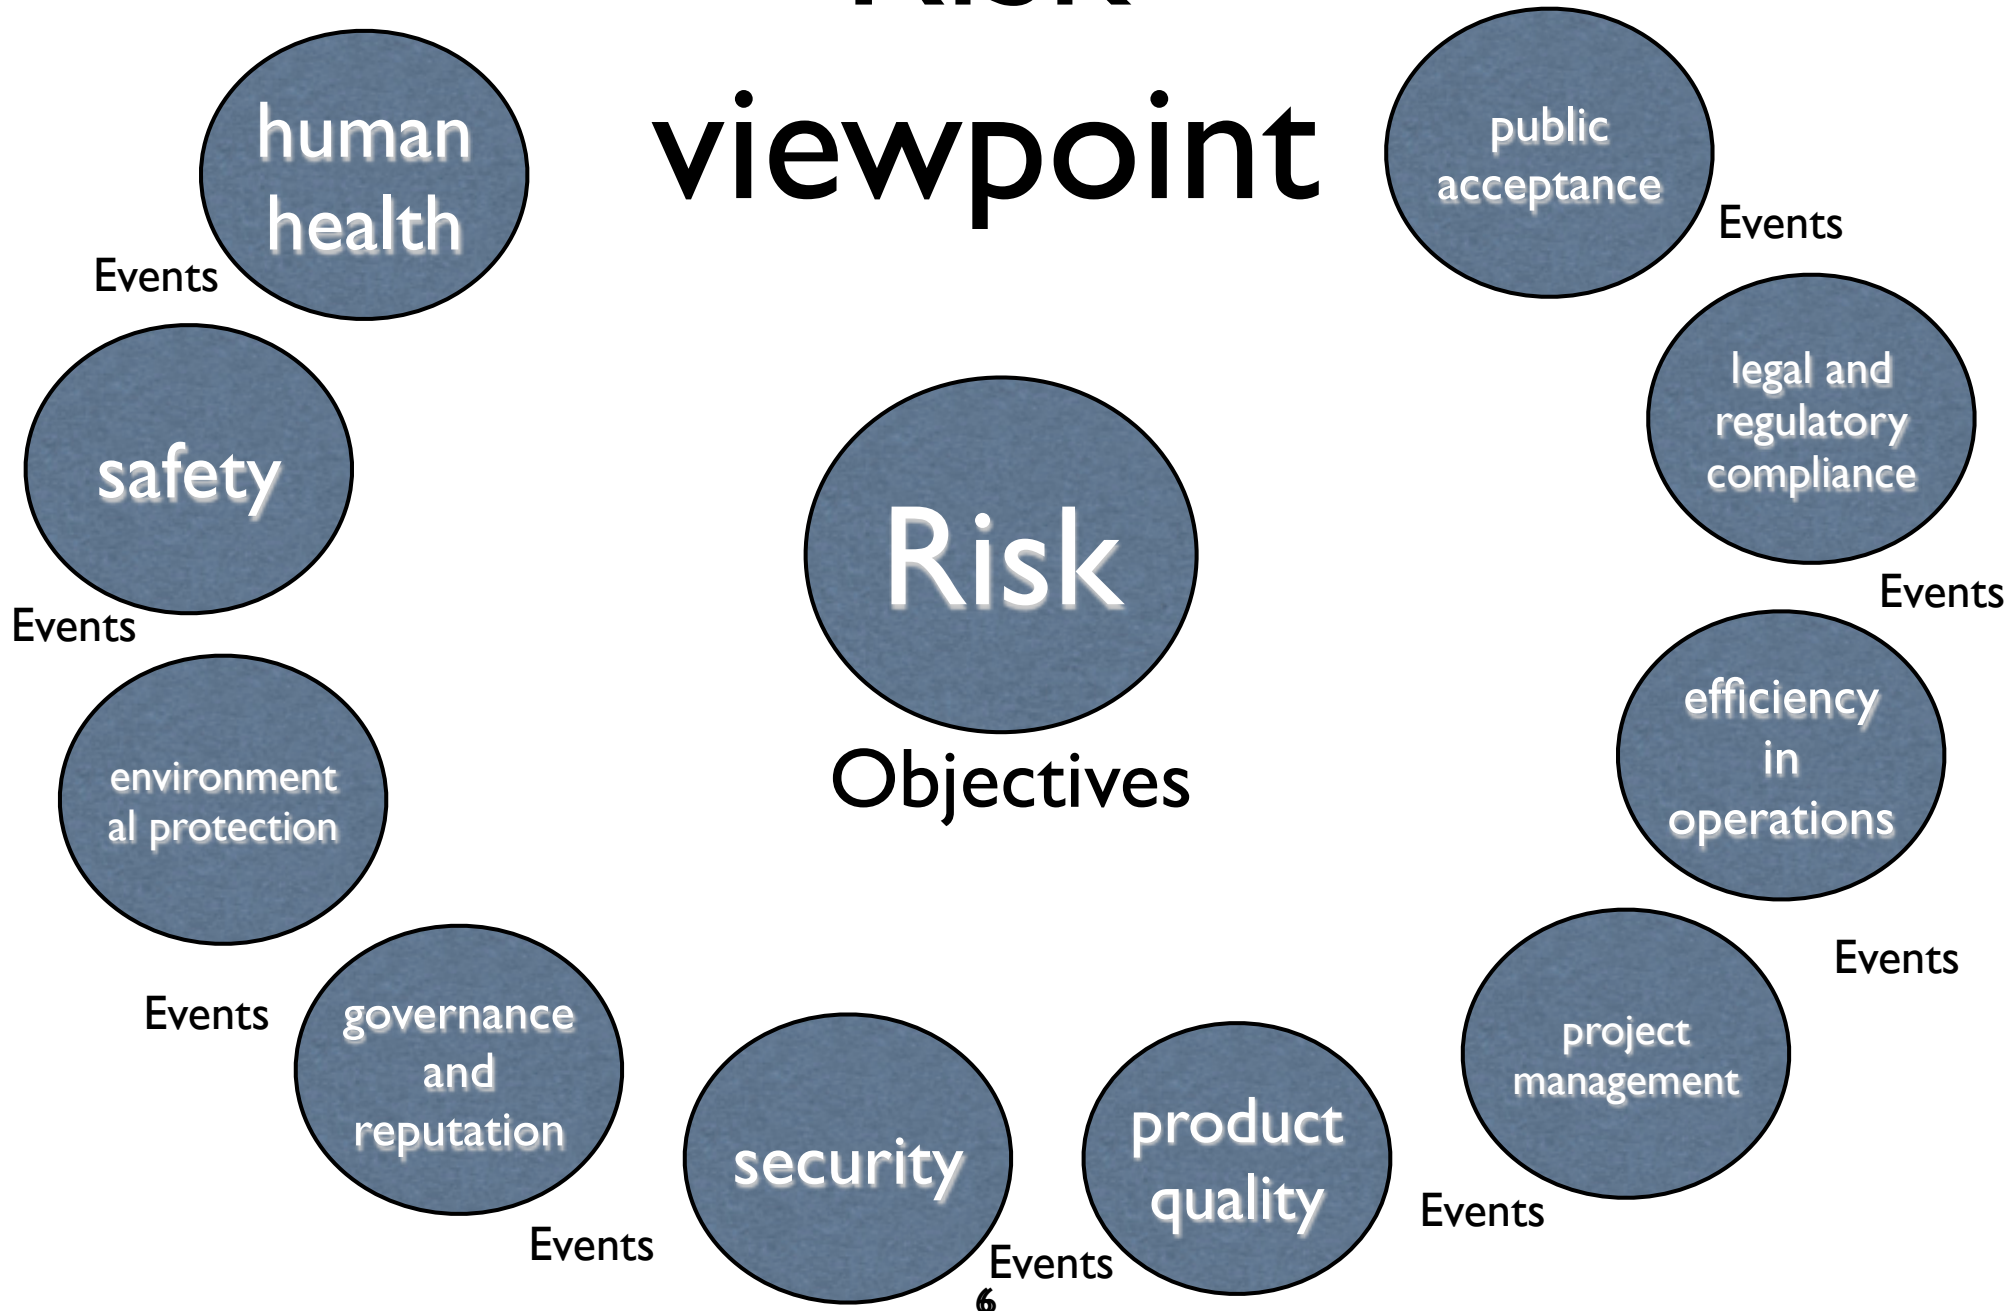 Risk
viewpoint
human
health
public
acceptance
Events
Events
legal and
regulatory
compliance
safety
Risk
Events
Events
efficiency
in
operations
environment
al protection
Objectives
Events
Events
governance
and
reputation
project
management
security
product
quality
Events
Events
Events
6